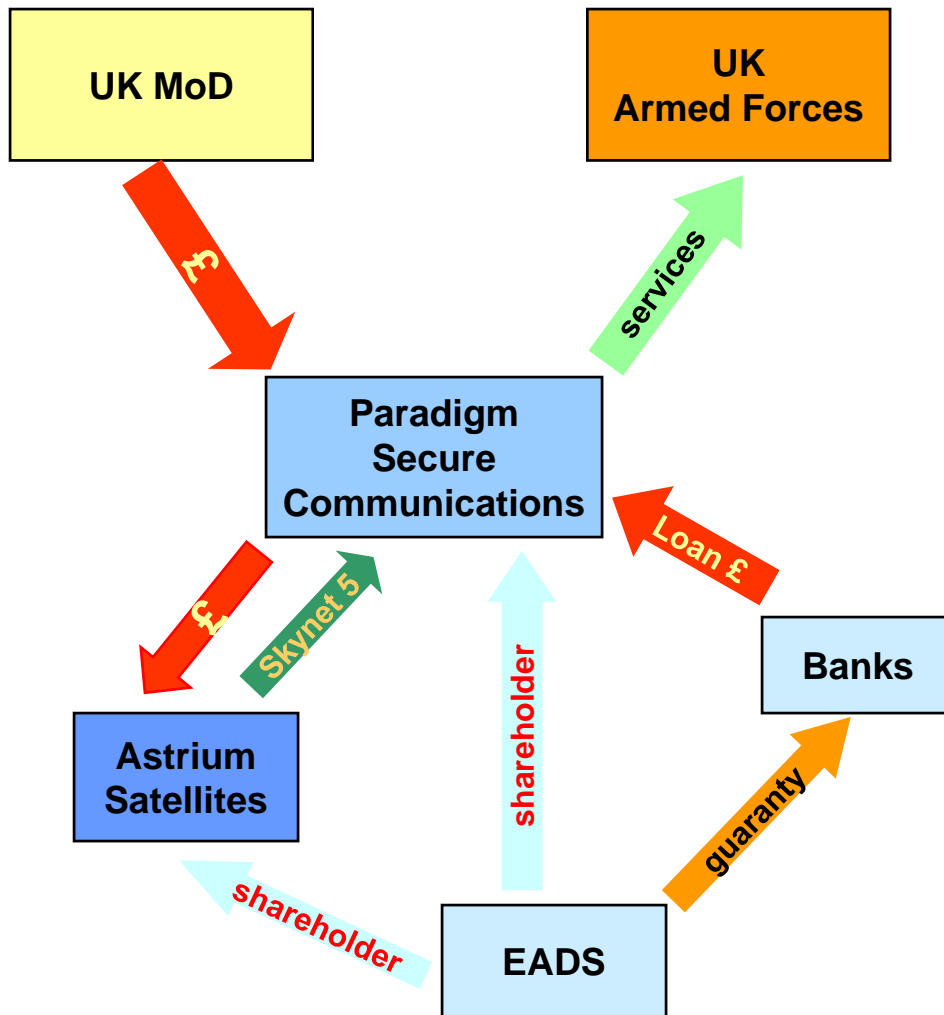 UK MoD
UK
Armed Forces
£
services
Paradigm
Secure
Communications
Loan £
£
Skynet 5
shareholder
Banks
Astrium
Satellites
guaranty
shareholder
EADS